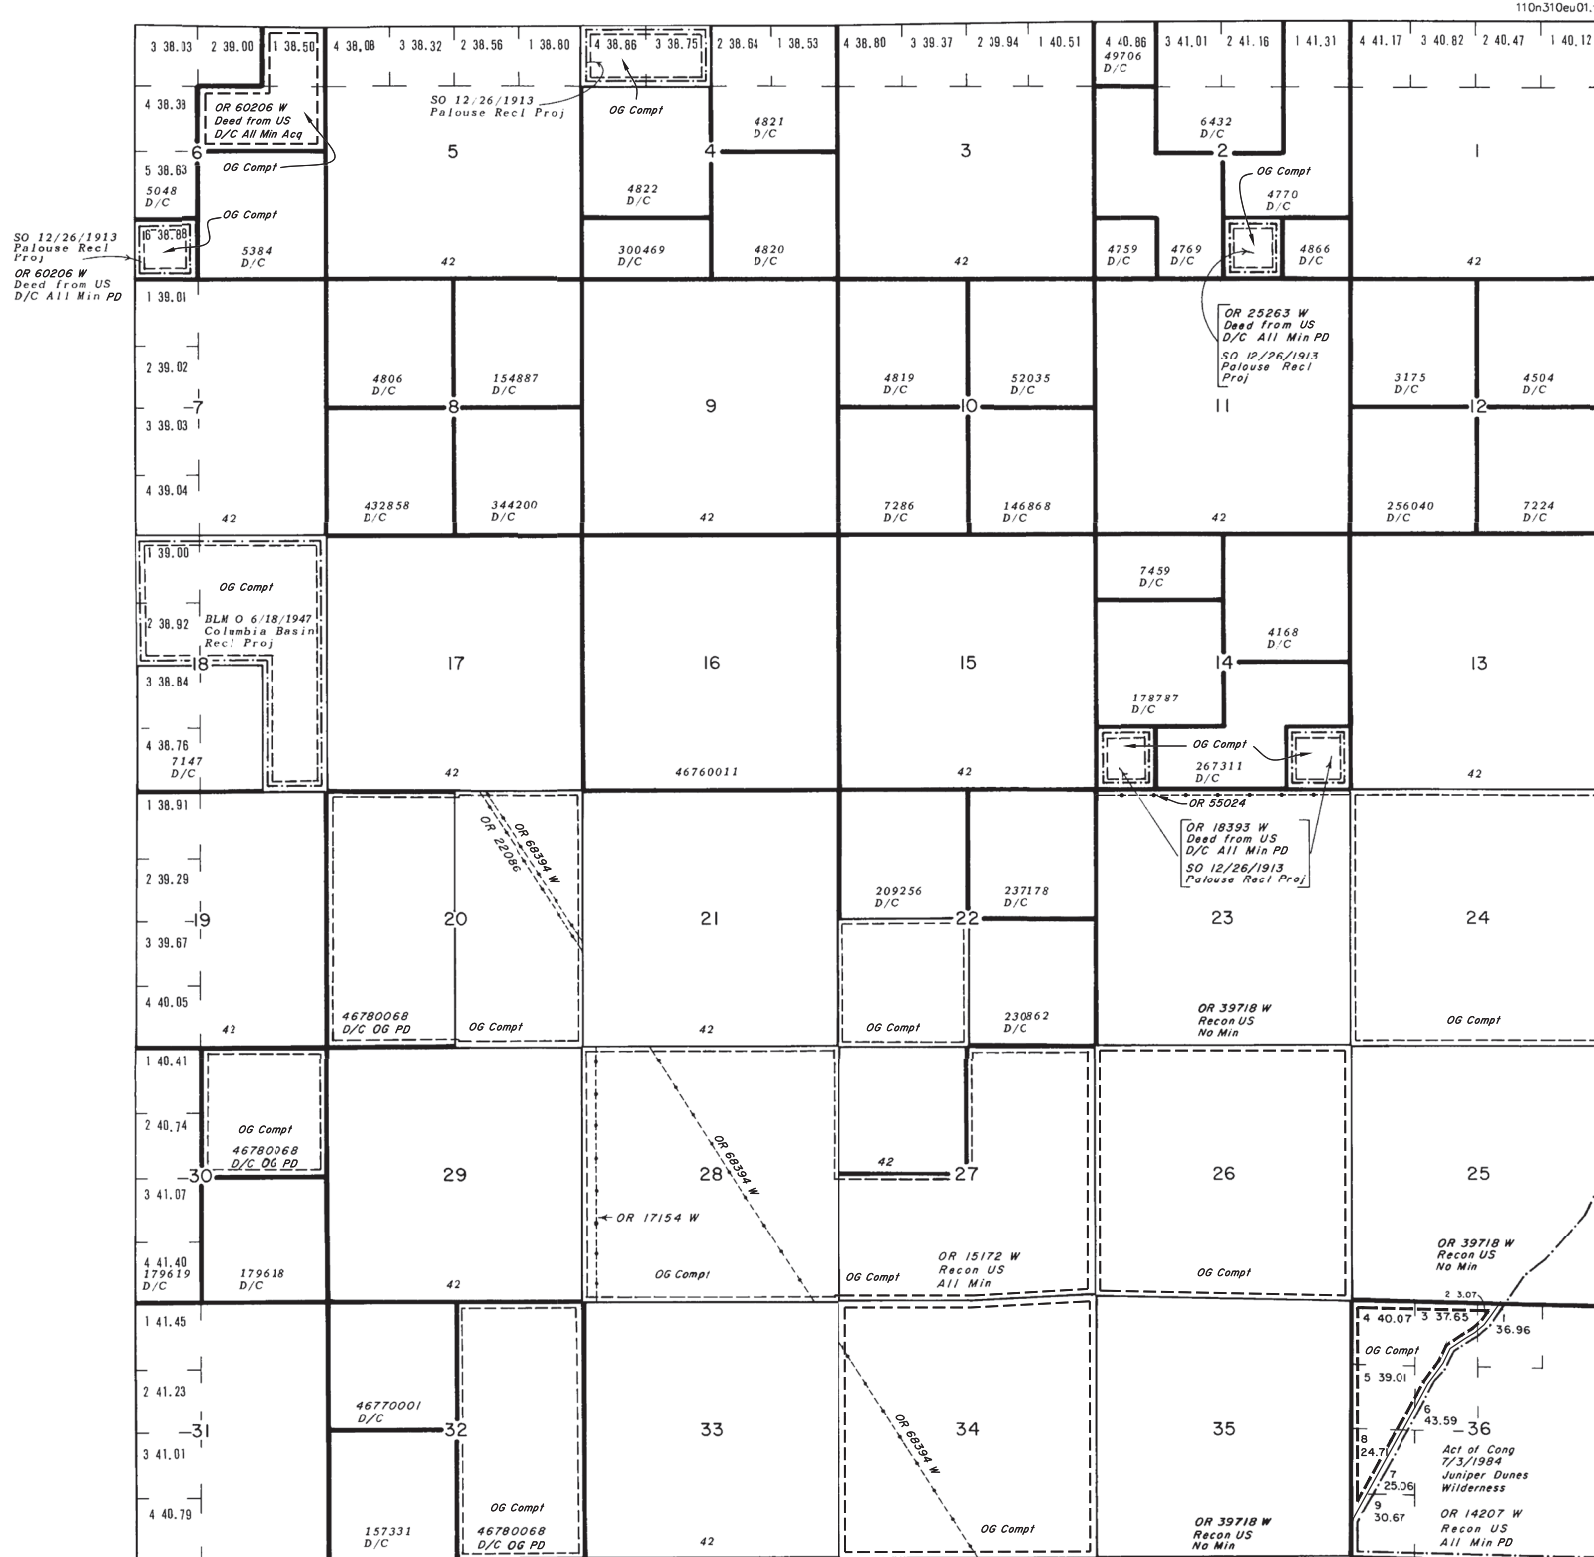 110n310eu01.
3 38.33 2 39.00 1 38.50 4 38.08 3 38.32 2 38.56 1 38.80 4 38.86 3 38.75 2 38.64 1 38.53 4 38.80 3 39.37 2 39.94 1 40.51 4 40.86 3 41.01 2 41.16 1 41.31 4 41.17 3 40.82 2 40.47 1 40.12
49706
D/C
4 38.38
OR 60206 W
Deed from US
D/C All Min Acq
SO 12/26/1913
Palouse Recl Proj
OG Compt
4821
D/C
6432
D/C
6
5
4
3
2
1
OG Compt
5 38.63
5048
D/C
OG Compt
4822
D/C
OG Compt
4770
D/C
6 38.88
SO 12/26/1913
Palouse Recl
Proj
OR 60206 W
Deed from US
D/C All Min PD
5384
D/C
42
300469
D/C
4820
D/C
42
4759
D/C
4769
D/C
4866
D/C
42
1 39.01
OR 25263 W
Deed from US
D/C All Min PD
SO 12/26/1913
Palouse Recl
Proj
2 39.02
4806
D/C
154887
D/C
4819
D/C
52035
D/C
3175
D/C
4504
D/C
7
8
9
10
11
12
3 39.03
4 39.04
42
432858
D/C
344200
D/C
42
7286
D/C
146868
D/C
42
256040
D/C
7224
D/C
1 39.00
OG Compt
7459
D/C
2 38.92
BLM O 6/18/1947
Columbia Basin
Recl Proj
4168
D/C
18
17
16
15
14
13
3 38.84
178787
D/C
4 38.76
7147
D/C
42
46760011
42
OG Compt
267311
D/C
42
1 38.91
OR 55024
OR 68394 W
OR 22086
OR 18393 W
Deed from US
D/C All Min PD
SO 12/26/1913
Palouse Recl Proj
2 39.29
209256
D/C
237178
D/C
19
20
21
22
23
24
3 39.67
4 40.05
42
46780068
D/C OG PD
OG Compt
42
OG Compt
230862
D/C
OR 39718 W
Recon US
No Min
OG Compt
1 40.41
2 40.74
OG Compt
46780068
D/C OG PD
OR 68394 W
42
30
29
28
27
26
25
3 41.07
OR 17154 W
4 41.40
179619
D/C
179618
D/C
42
OG Compt
OG Compt
OR 15172 W
Recon US
All Min
OG Compt
OR 39718 W
Recon US
No Min
2 3.07
1 41.45
4 40.07 3 37.65
1
36.96
OG Compt
5 39.01
2 41.23
46770001
D/C
6
43.59
31
32
33
34
35
36
OR 68394 W
3 41.01
8
24.71
Act of Cong
7/3/1984
Juniper Dunes
Wilderness
7
25.06
4 40.79
9
30.67
157331
D/C
OG Compt
46780068
D/C OG PD
42
OG Compt
OR 39718 W
Recon US
No Min
OR 14207 W
Recon US
All Min PD